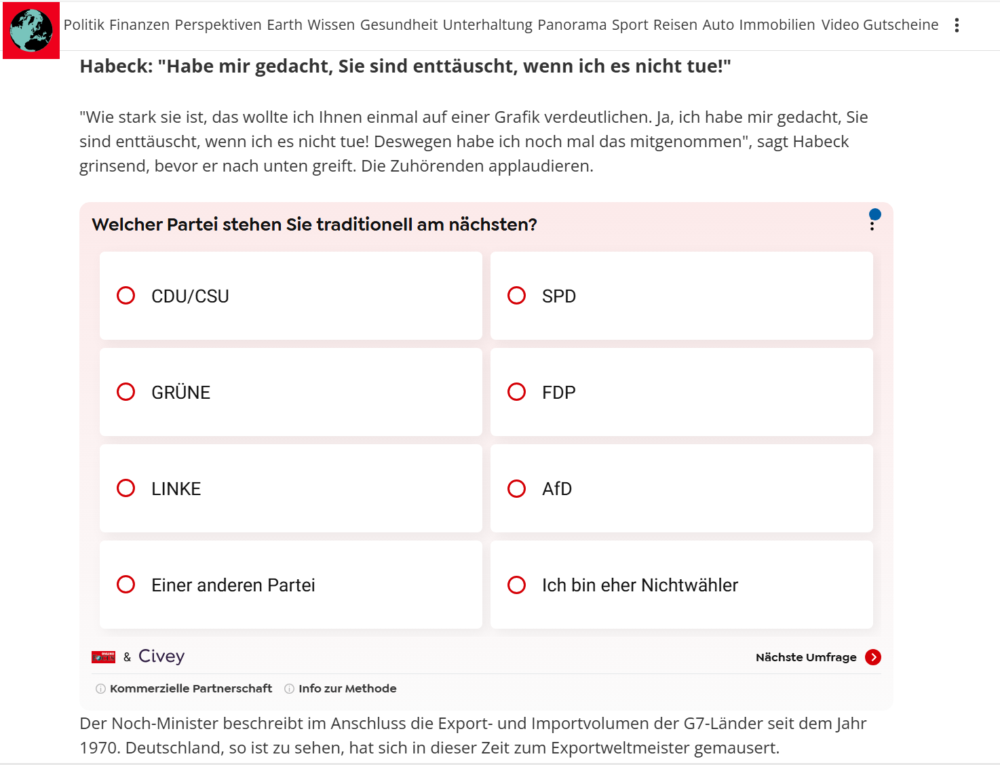 Politik Finanzen Perspektiven Earth Wissen Gesundheit Unterhaltung Panorama Sport Reisen Auto Immobilien Video Gutscheine
Habeck: "Habe mir gedacht, Sie sind enttäuscht, wenn ich es nicht tue!"
"Wie stark sie ist, das wollte ich Ihnen einmal auf einer Grafik verdeutlichen. Ja, ich habe mir gedacht, Sie
sind enttäuscht, wenn ich es nicht tue! Deswegen habe ich noch mal das mitgenommen", sagt Habeck
grinsend, bevor er nach unten greift. Die Zuhörenden applaudieren.
Welcher Partei stehen Sie traditionell am nächsten?
CDU/CSU
SPD
GRÜNE
FDP
LINKE
AfD
Einer anderen Partei
Ich bin eher Nichtwähler
ONLINE
FOCUS
& Civey
Nächste Umfrage
Kommerzielle Partnerschaft
Info zur Methode
Der Noch-Minister beschreibt im Anschluss die Export- und Importvolumen der G7-Länder seit dem Jahr
1970. Deutschland, so ist zu sehen, hat sich in dieser Zeit zum Exportweltmeister gemausert.